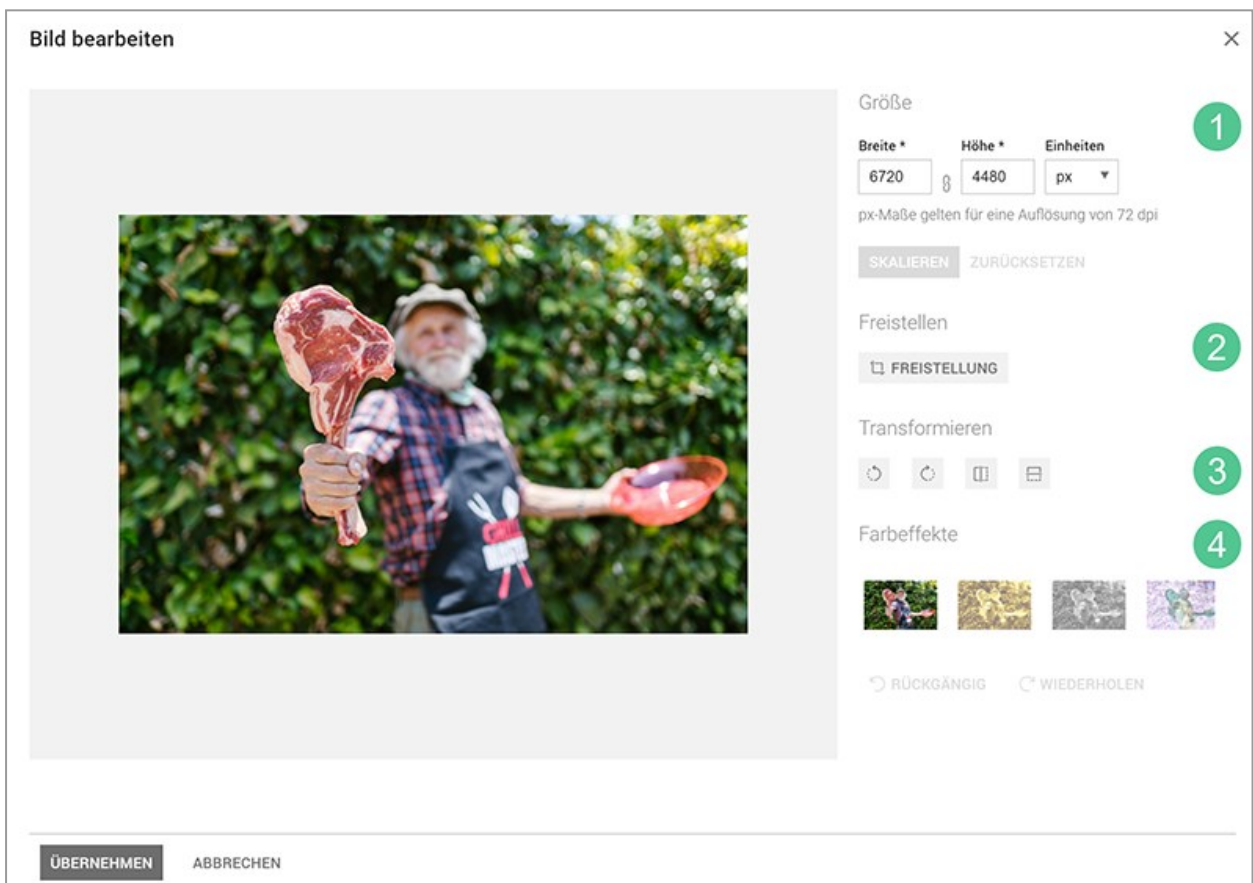 Bild bearbeiten
Größe
1
Breite * Höhe * Einheiten
6720 4480 px
px-Maße gelten für eine Auflösung von 72 dpi
SKALIEREN ZURÜCKSETZEN
Freistellen
2
FREISTELLUNG
Transformieren
3
Farbeffekte
4
RÜCKGÄNGIG WIEDERHOLEN
ÜBERNEHMEN ABBRECHEN